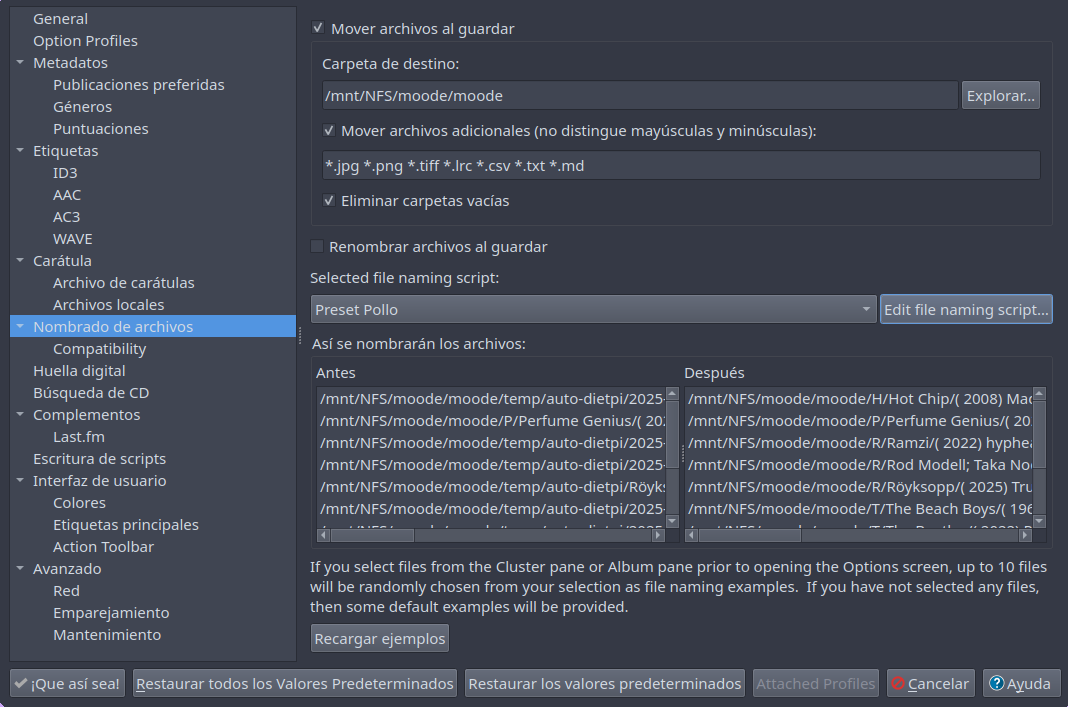 General
Option Profiles
Metadatos
Publicaciones preferidas
Géneros
Puntuaciones
Etiquetas
ID3
AAC
AC3
WAVE
Carátula
Archivo de carátulas
Archivos locales
Nombrado de archivos
Compatibility
Huella digital
Búsqueda de CD
Complementos
Last.fm
Escritura de scripts
Interfaz de usuario
Colores
Etiquetas principales
Action Toolbar
Avanzado
Red
Emparejamiento
Mantenimiento
Mover archivos al guardar
Carpeta de destino:
/mnt/NFS/moode/moode
Explorar...
Mover archivos adicionales (no distingue mayúsculas y minúsculas):
*.jpg *.png *.tiff *.lrc *.csv *.txt *.md
Eliminar carpetas vacías
Renombrar archivos al guardar
Selected file naming script:
Preset Pollo
Edit file naming script...
Así se nombrarán los archivos:
Antes
/mnt/NFS/moode/moode/temp/auto-dietpi/2025-
/mnt/NFS/moode/moode/P/Perfume Genius/( 202
/mnt/NFS/moode/moode/temp/auto-dietpi/2025-
/mnt/NFS/moode/moode/temp/auto-dietpi/2025-
/mnt/NFS/moode/moode/temp/auto-dietpi/Röyks
/mnt/NFS/moode/moode/temp/auto-dietpi/2025-
Después
/mnt/NFS/moode/moode/H/Hot Chip/( 2008) Mad
/mnt/NFS/moode/moode/P/Perfume Genius/( 20
/mnt/NFS/moode/moode/R/Ramzi/( 2022) hyphea
/mnt/NFS/moode/moode/R/Rod Modell; Taka No
/mnt/NFS/moode/moode/R/Röyksopp/( 2025) Tru
/mnt/NFS/moode/moode/T/The Beach Boys/( 196
If you select files from the Cluster pane or Album pane prior to opening the Options screen, up to 10 files
will be randomly chosen from your selection as file naming examples.  If you have not selected any files,
then some default examples will be provided.
Recargar ejemplos
¡Que así sea!
Restaurar todos los Valores Predeterminados
Restaurar los valores predeterminados
Attached Profiles
Cancelar
Ayuda